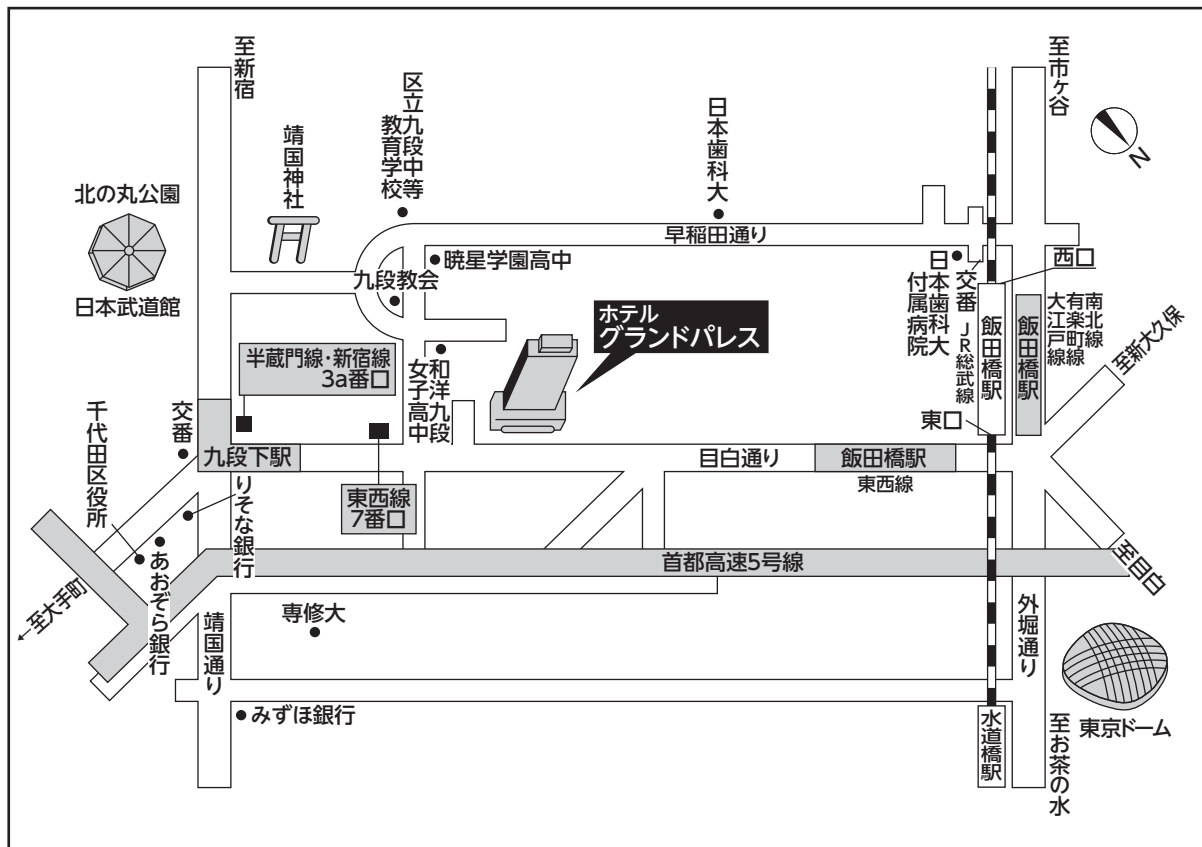 至新宿
靖国神社
北の丸公園
日本武道館
区立九段中等
教育学校
日本歯科大
至市ヶ谷
N
早稲田通り
暁星学園高中
九段教会
ホテル
グランドパレス
和洋九段
女子高中
半蔵門線・新宿線
3a番口
日本歯科大
付属病院
交番
JR総武線
飯田橋駅
西口
飯田橋駅
南北線
有楽町線
大江戸線
至新大久保
東口
交番
千代田区役所
九段下駅
東西線
7番口
目白通り
飯田橋駅
東西線
りそな銀行
あおぞら銀行
←至大手町
首都高速5号線
至目白
靖国通り
専修大
外堀通り
みずほ銀行
水道橋駅
至お茶の水
東京ドーム